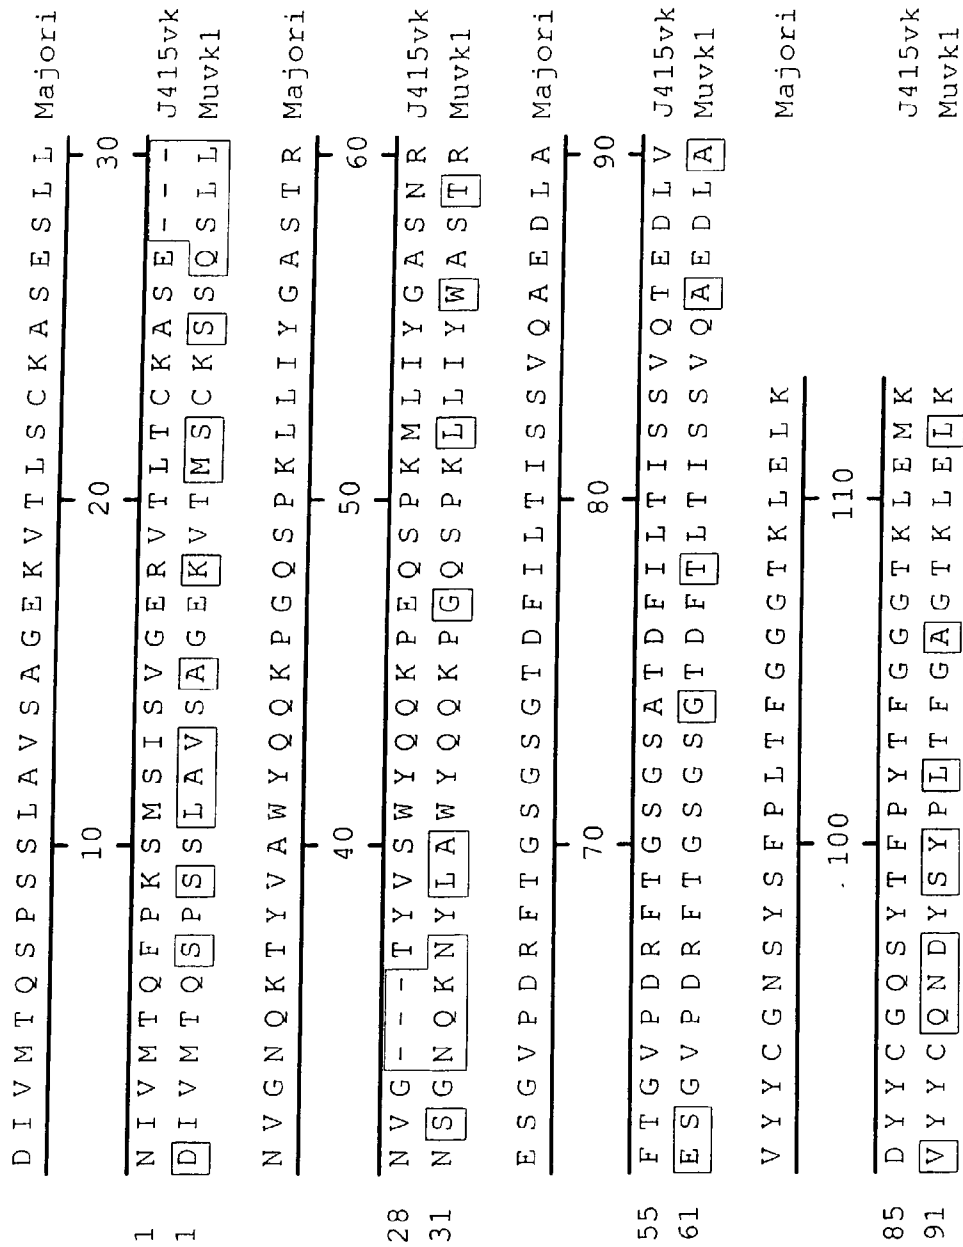 D I V M T Q S P S S L A V S A G E K V T L S C K A S E S L L Majori
10 20 30
1 N I V M T Q F P K S M S I S V G E R V T L T C K A S E - - - J415vk
1 D I V M T Q S P S S L A V S A G E K V T M S C K S S Q S L L Muvk1
N V G N Q K T Y V A W Y Q Q K P G Q S P K L L I Y G A S T R Majori
40 50 60
28 N V G - - - T Y V S W Y Q Q K P E Q S P K M L I Y G A S N R J415vk
31 N S G N Q K N Y L A W Y Q Q K P G Q S P K L L I Y W A S T R Muvk1
E S G V P D R F T G S G S G T D F I L T I S S V Q A E D L A Majori
70 80 90
55 F T G V P D R F T G S G S A T D F I L T I S S V Q T E D L V J415vk
61 E S G V P D R F T G S G S G T D F T L T I S S V Q A E D L A Muvk1
V Y Y C G N S Y S F P L T F G G G T K L E L K Majori
100 110
85 D Y Y C G Q S Y T F P Y T F G G G T K L E M K J415vk
91 V Y Y C Q N D Y S Y P L T F G A G T K L E L K Muvk1